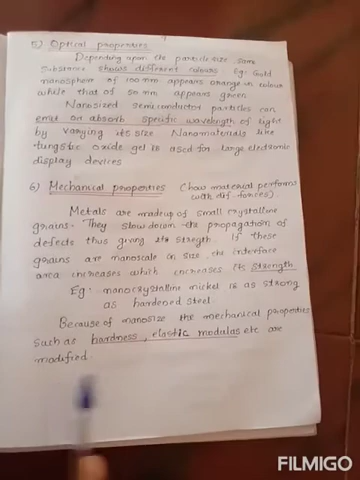 5) Optical properties
Depending upon the particle size same
substance shows different colours. Eg: Gold
nanosphere of 100 nm appears orange in colour
while that of 50 nm appears green.
Nanosized semiconductor particles can
emit or absorb specific wavelength of light
by varying its size. Nanomaterials like
tungstic oxide gel is used for large electronic
display devices
6) Mechanical properties (how material performs
with dif forces).
Metals are made up of small crystalline
grains. They slow down the propagation of
defects thus giving its strength. If these
grains are nanoscale in size, the interface
area increases which increases its strength.
Eg: nanocrystalline nickel is as strong
as hardened steel.
Because of nanosize the mechanical properties
such as hardness, elastic modulas etc are
modified.
FILMIGO